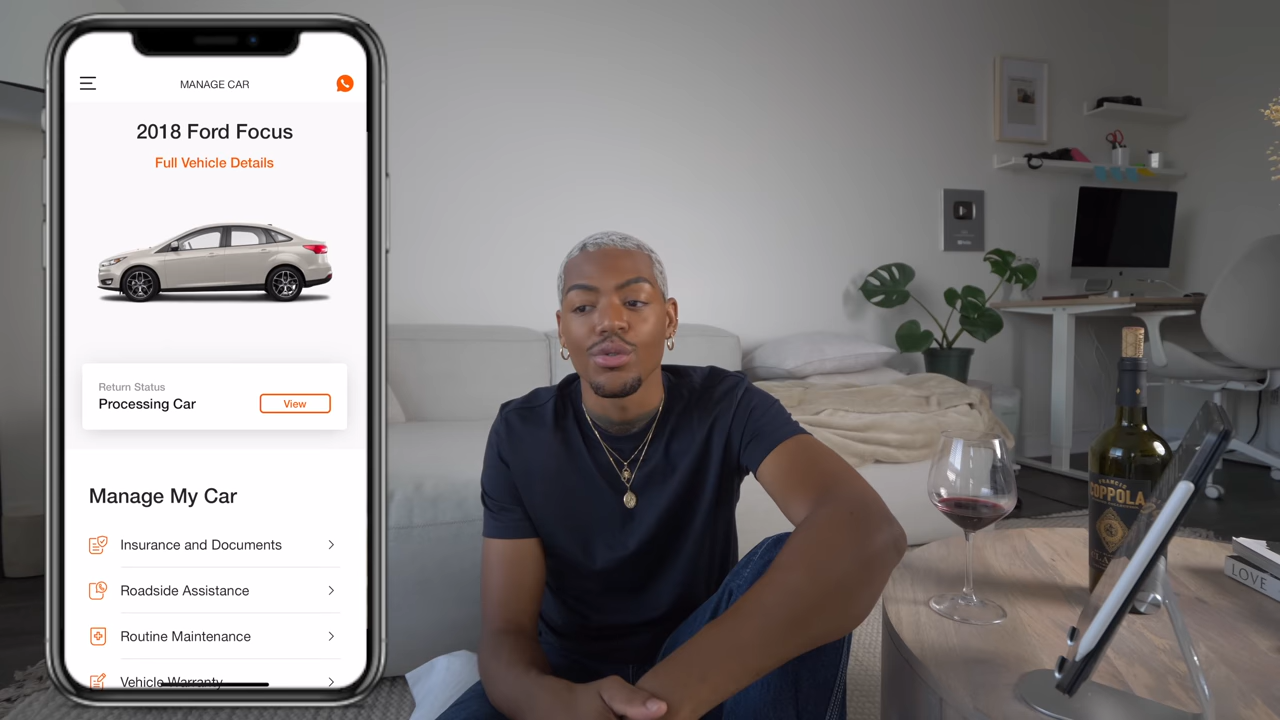 MANAGE CAR
2018 Ford Focus
Full Vehicle Details
Return Status
Processing Car
View
Manage My Car
Insurance and Documents
Roadside Assistance
Routine Maintenance
Vehicle Warranty
FRANCIS
COPPOLA
LOVE